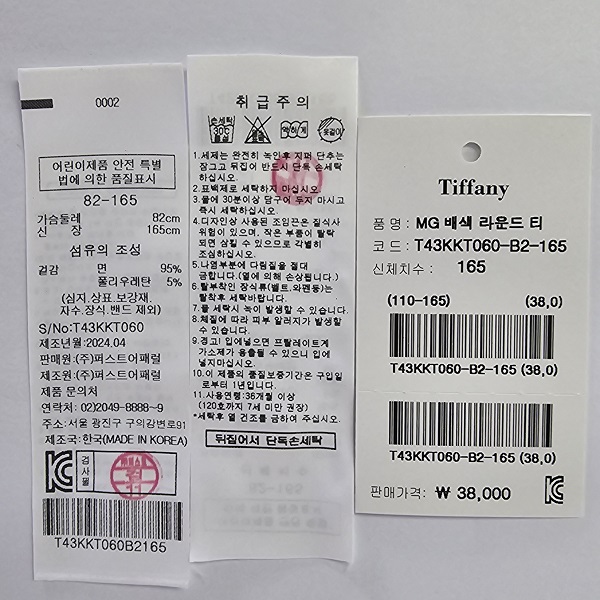 0002
어린이제품 안전 특별
법에 의한 품질표시
82-165
가슴둘레 82cm
신 장 165cm
섬유의 조성
겉감 면 95%
폴리우레탄 5%
(심지,상표,보강재,
자수.장식.밴드 제외)
S/No:T43KKT060
제조년월:2024.04
판매원:(주)퍼스트어패럴
제조원:(주)퍼스트어패럴
제품 문의처
연락처: 02)2049-8888~9
주소:서울 광진구 구의강변로91
제조국:한국(MADE IN KOREA)
검사필
T43KKT060B2165
취급주의
손세탁
30℃
중성
약하게
옷걸이
1.세제는 완전히 녹인후 지퍼 단추는
잠그고 뒤집어 반드시 단독 손세탁
하십시오.
2.표백제로 세탁하지 마십시오.
3.물에 30분이상 담구어 두지 마시고
즉시 세탁하십시오.
4.디자인상 사용된 조임끈은 질식사
위험이 있으며, 작은 부품이 탈락
되면 삼킬 수 있으므로 각별히
조심하십시오.
5.나염부분에 다림질을 절대
금합니다.(열에 의해 손상됩니다.)
6.탈부착인 장식류(벨트,와펜등)는
탈착후 세탁바랍니다.
7.룸 세탁시 녹이 발생할 수 있습니다.
8.체질에 따라 피부 알러지가 발생할
수 있습니다.
9.경고! 입에넣으면 프탈레이트계
가소제가 용출될 수 있으니 입에
넣지마십시오.
10.이 제품의 품질보증기간은 구입일
로부터 1년입니다.
11.사용연령:36개월 이상
(120호까지 7세 미만 권장)
*세탁후 열 건조를 금하여 주십시오.
뒤집어서 단독손세탁
Tiffany
품 명 : MG 배색 라운드 티
코드 : T43KKT060-B2-165
신체치수 : 165
(110-165) (38,0)
T43KKT060-B2-165 (38,0)
T43KKT060-B2-165 (38,0)
판매가격: ₩ 38,000